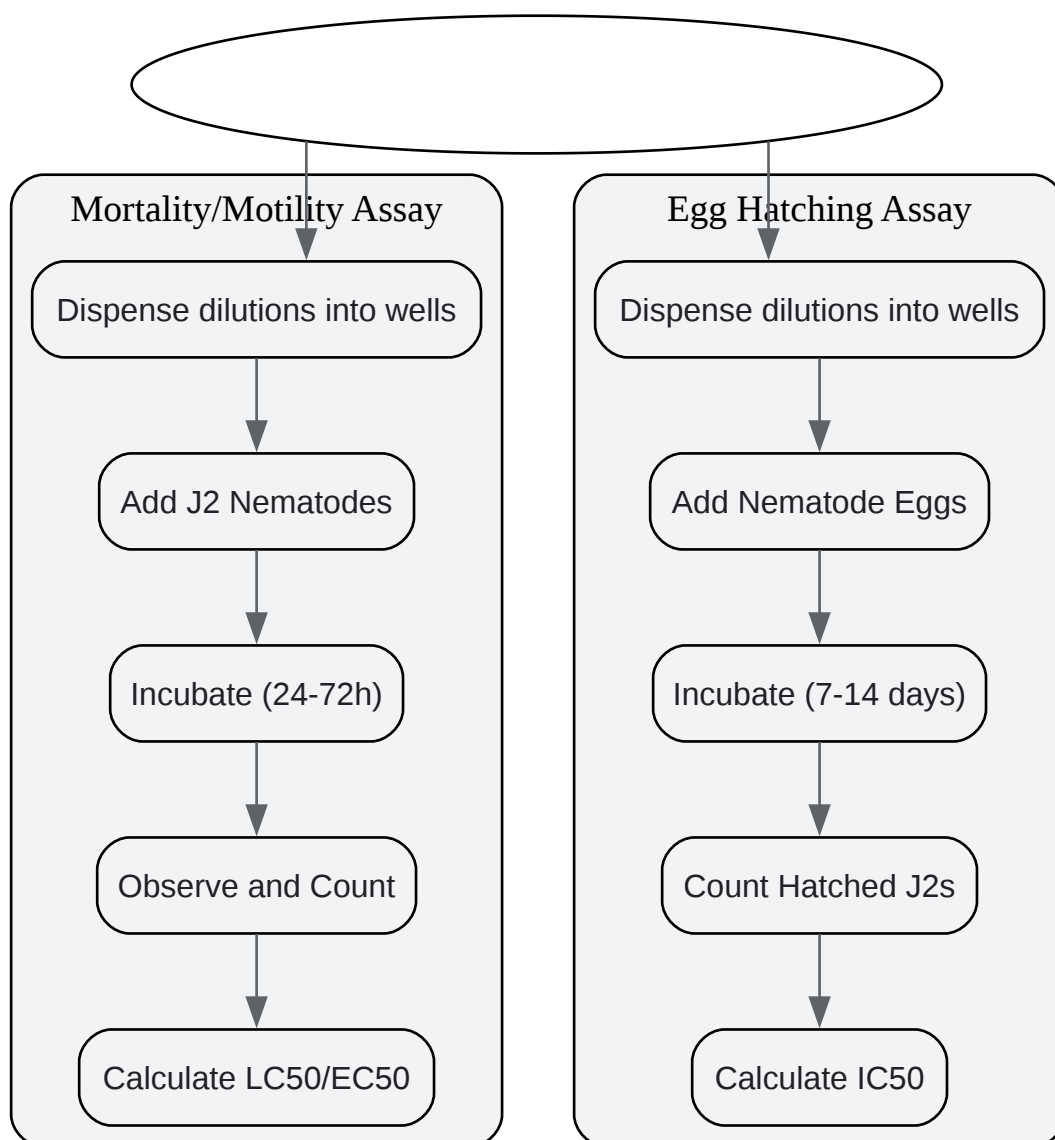 Mortality/Motility Assay
Dispense dilutions into wells
Add J2 Nematodes
Incubate (24-72h)
Observe and Count
Calculate LC50/EC50
Egg Hatching Assay
Dispense dilutions into wells
Add Nematode Eggs
Incubate (7-14 days)
Count Hatched J2s
Calculate IC50